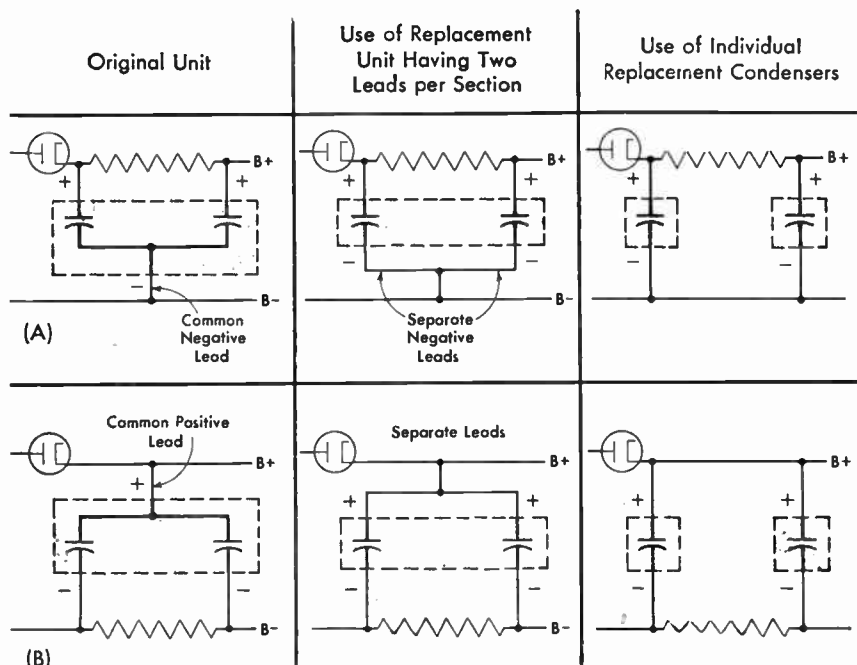 Original Unit
Use of Replacement
Unit Having Two
Leads per Section
Use of Individual
Replacement Condensers
B+
+
+
−
B−
Common
Negative
Lead
(A)
B+
+
+
−
−
B−
Separate
Negative
Leads
B+
+
+
−
−
B−
Common Positive
Lead
B+
+
−
−
B−
(B)
Separate Leads
B+
+
+
−
−
B−
B+
+
+
−
−
B−